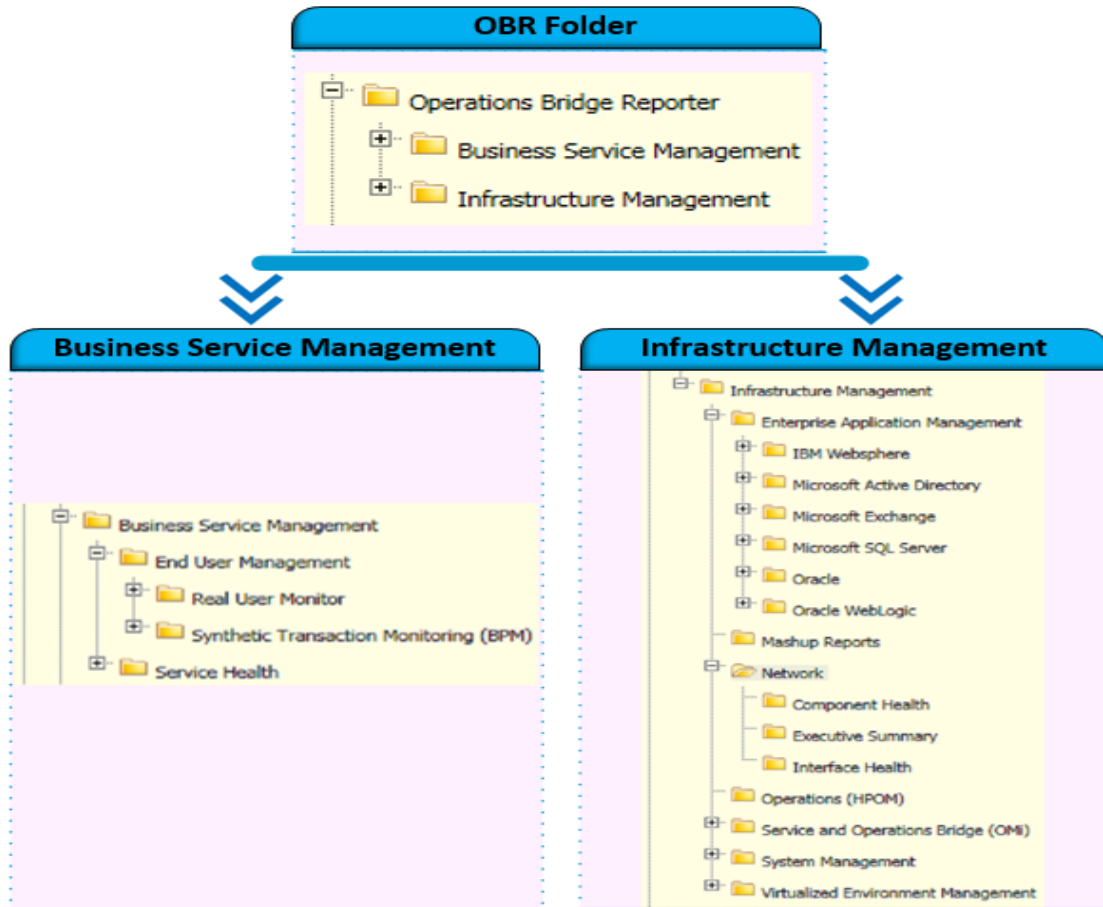 OBR Folder
Operations Bridge Reporter
Business Service Management
Infrastructure Management
Business Service Management
Business Service Management
End User Management
Real User Monitor
Synthetic Transaction Monitoring (BPM)
Service Health
Infrastructure Management
Infrastructure Management
Enterprise Application Management
IBM Websphere
Microsoft Active Directory
Microsoft Exchange
Microsoft SQL Server
Oracle
Oracle WebLogic
Mashup Reports
Network
Component Health
Executive Summary
Interface Health
Operations (HPOM)
Service and Operations Bridge (OMi)
System Management
Virtualized Environment Management